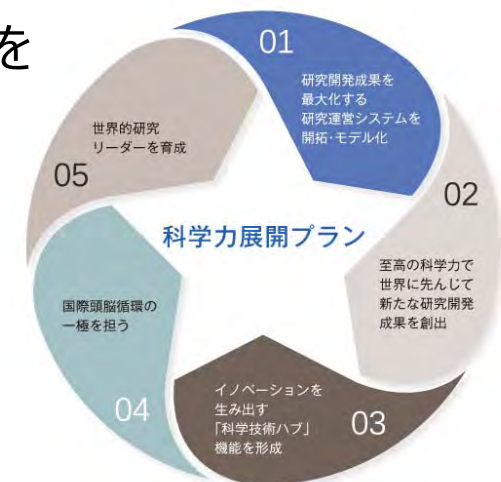 を
01
研究開発成果を
最大化する
研究運営システムを
開拓・モデル化
02
至高の科学力で
世界に先んじて
新たな研究開発
成果を創出
03
イノベーションを
生み出す
「科学技術ハブ」
機能を形成
04
国際頭脳循環の
一極を担う
05
世界的研究
リーダーを育成
科学力展開プラン